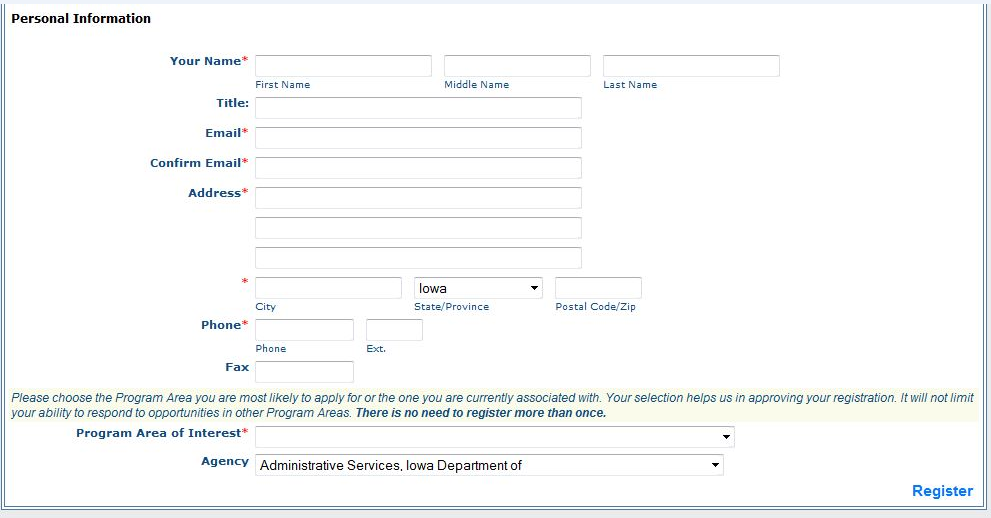 Personal Information
Your Name*
First Name Middle Name Last Name
Title:
Email*
Confirm Email*
Address*
* Iowa
City State/Province Postal Code/Zip
Phone*
Phone Ext.
Fax
Please choose the Program Area you are most likely to apply for or the one you are currently associated with. Your selection helps us in approving your registration. It will not limit
your ability to respond to opportunities in other Program Areas. There is no need to register more than once.
Program Area of Interest*
Agency Administrative Services, Iowa Department of
Register